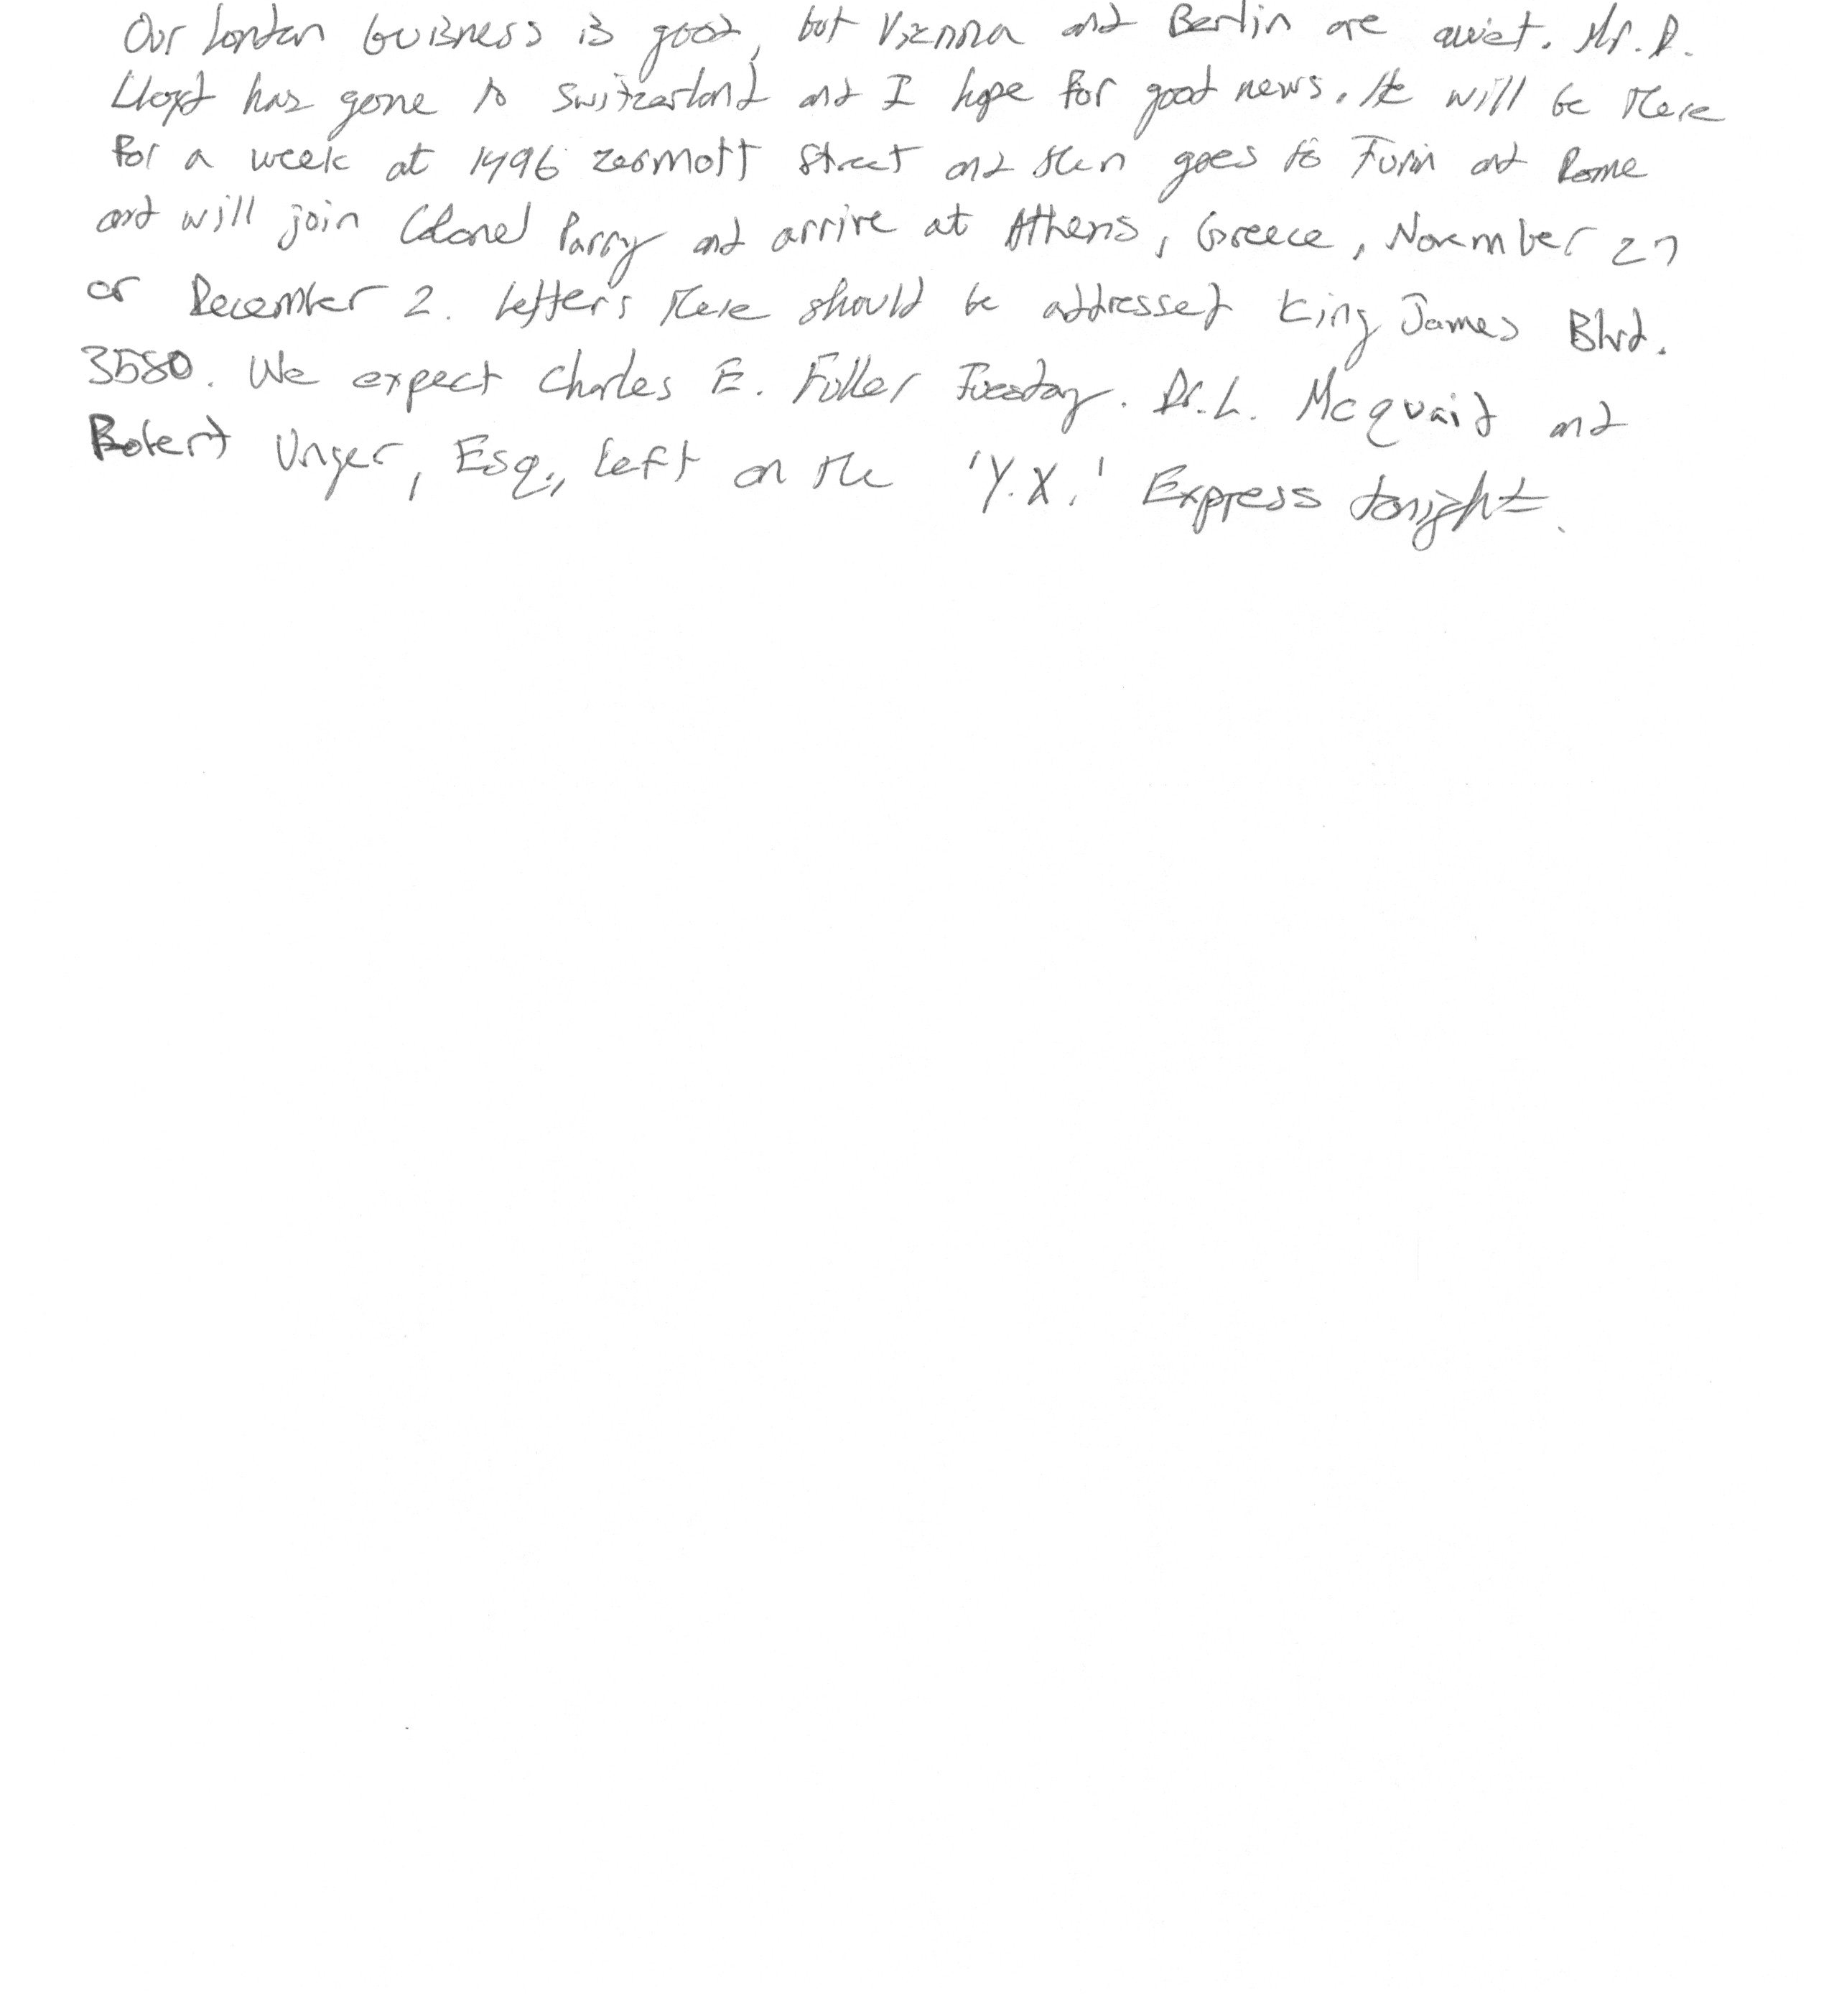 Our London buisness is good, but Vienna and Berlin are quiet. Mr. D.
Lloyd has gone to Switzerland and I hope for good news. He will be there
for a week at 1496 Zermott Street and then goes to Turin and Rome
and will join Colonel Parry and arrive at Athens, Greece, November 27
or December 2. Letters there should be addressed King James Blvd.
3580. We expect Charles E. Fuller Tuesday. Dr. L. McQuaid and
Robert Unger, Esq., left on the 'Y.X.' Express tonight.